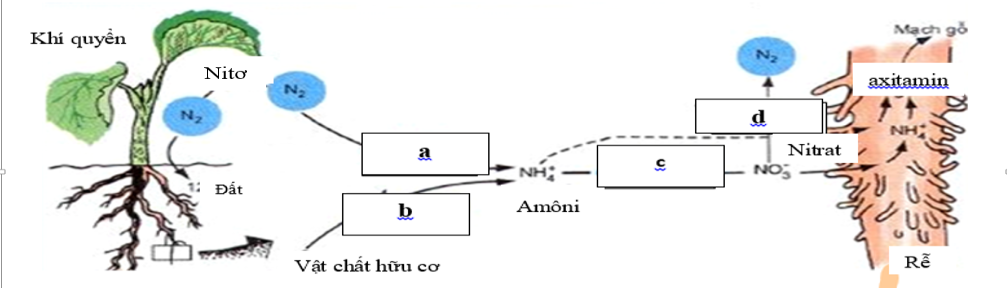 Khí quyển
Nitơ
N₂
N₂
Đất
Vật chất hữu cơ
a
b
NH₄⁺
Amôni
c
N₂
d
NO₃⁻
Nitrat
Mạch gỗ
axitamin
NH₄⁺
Rễ